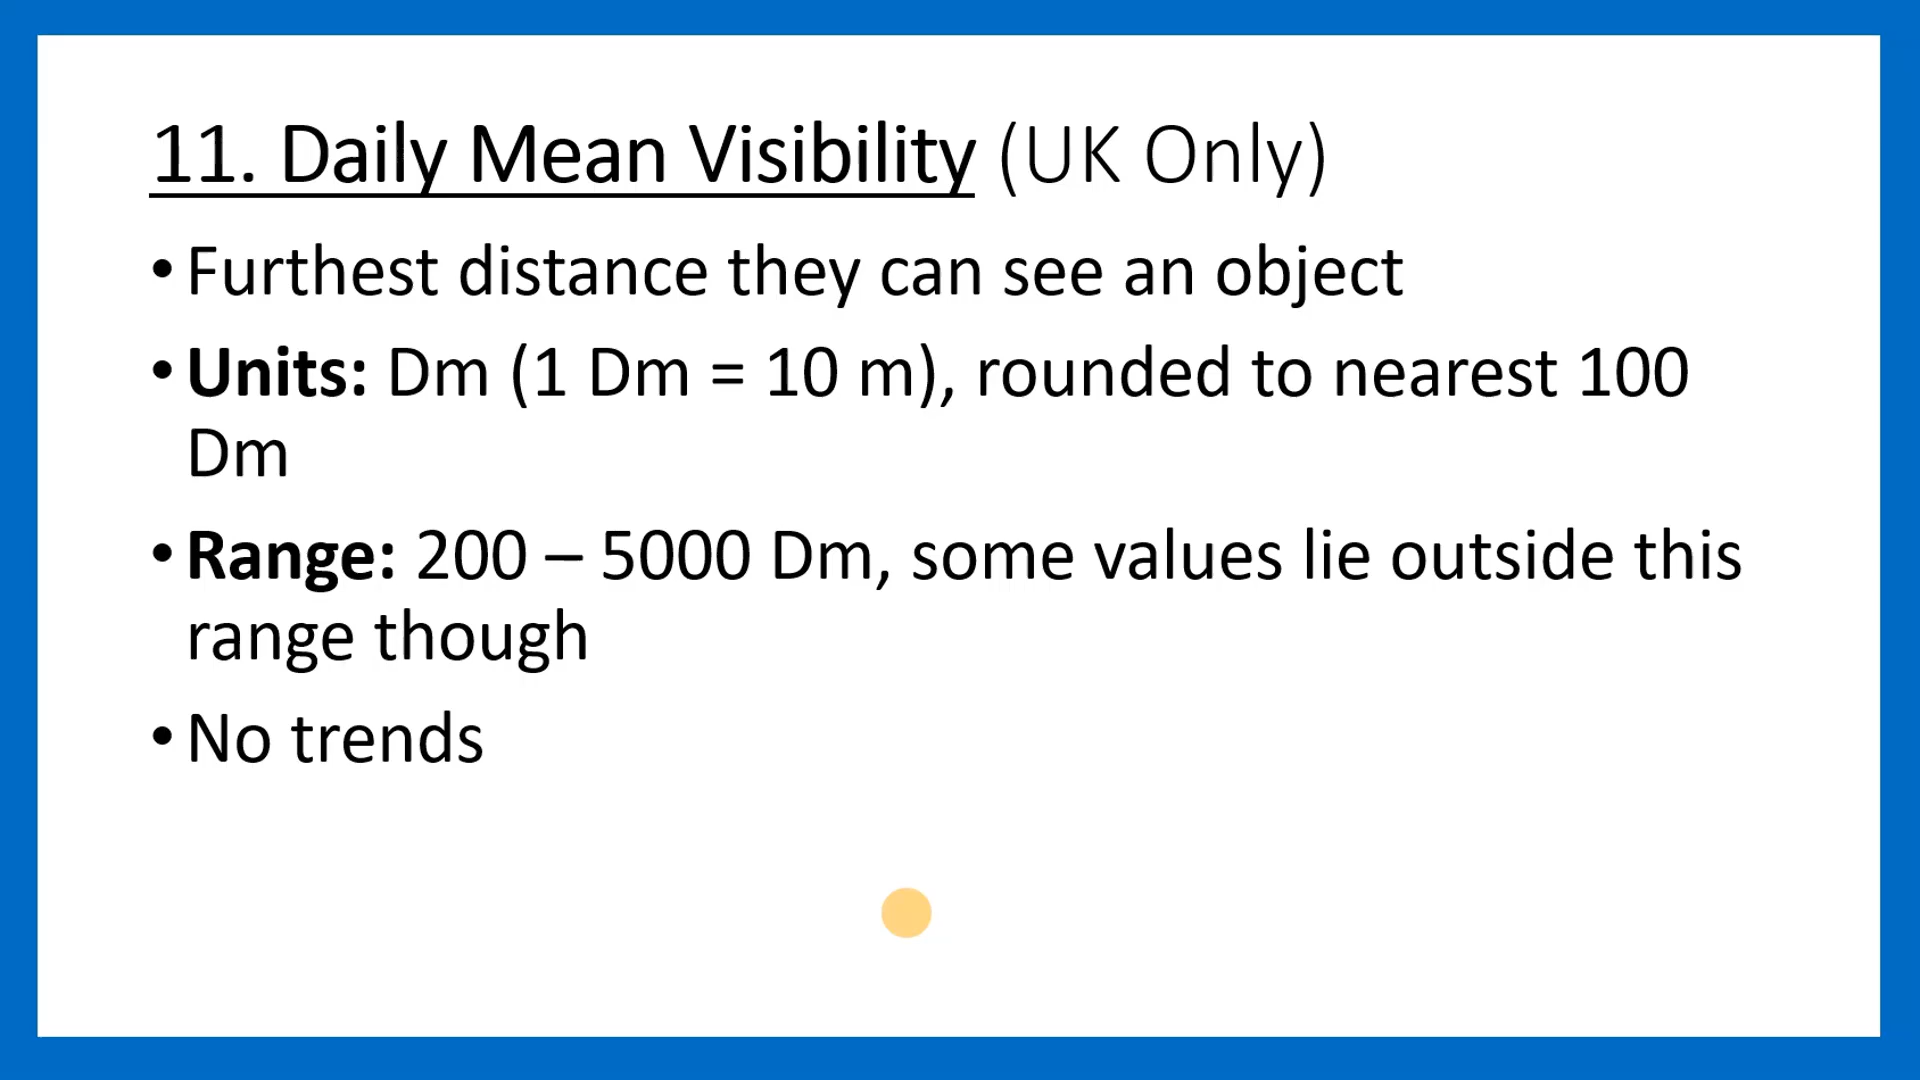 11. Daily Mean Visibility (UK Only)
• Furthest distance they can see an object
• Units: Dm (1 Dm = 10 m), rounded to nearest 100
Dm
• Range: 200 – 5000 Dm, some values lie outside this
range though
• No trends